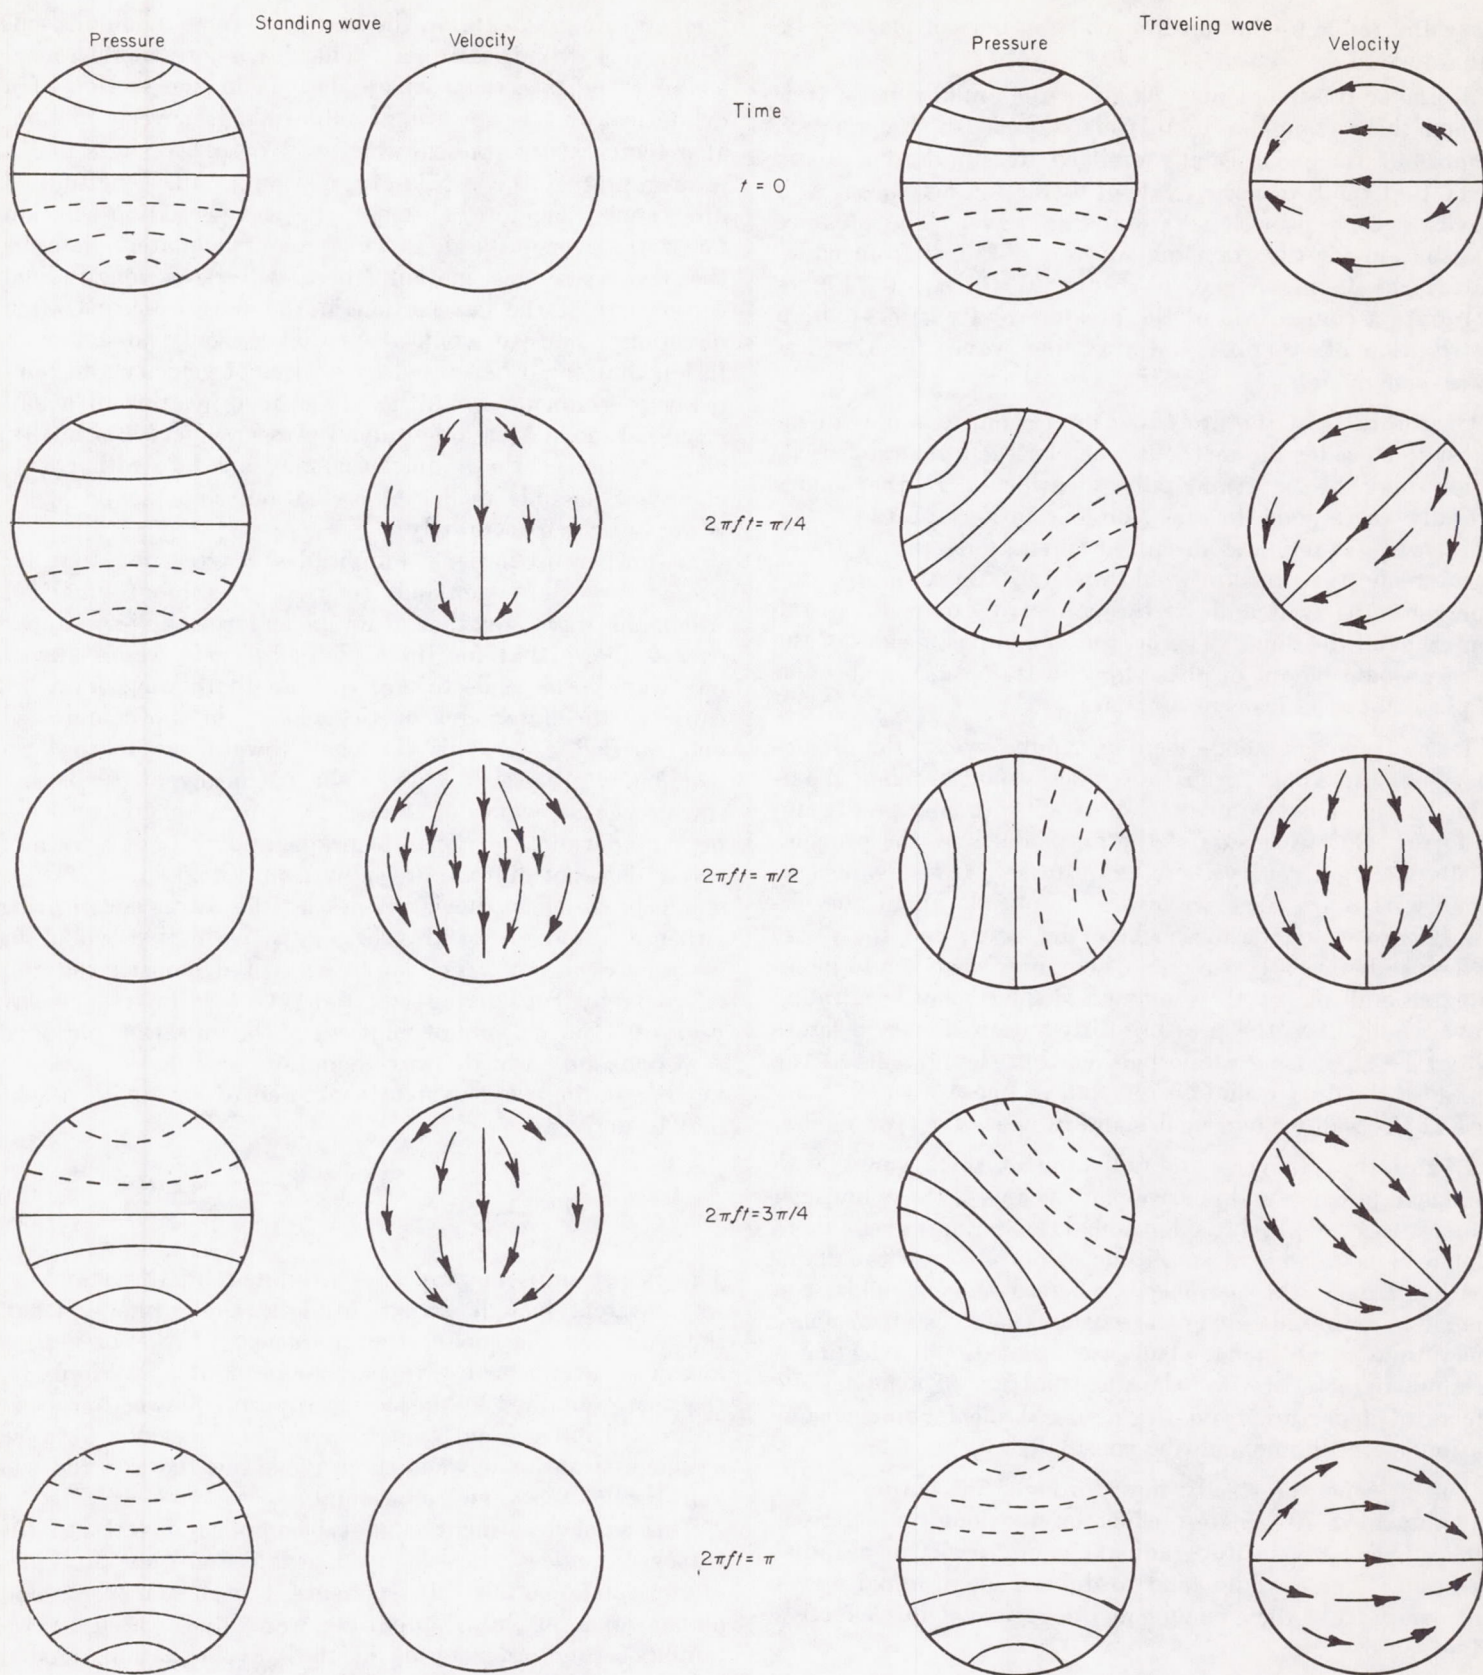 Standing wave
Traveling wave
Pressure
Velocity
Pressure
Velocity
Time
t = 0
2πft = π/4
2πft = π/2
2πft=3π/4
2πft = π